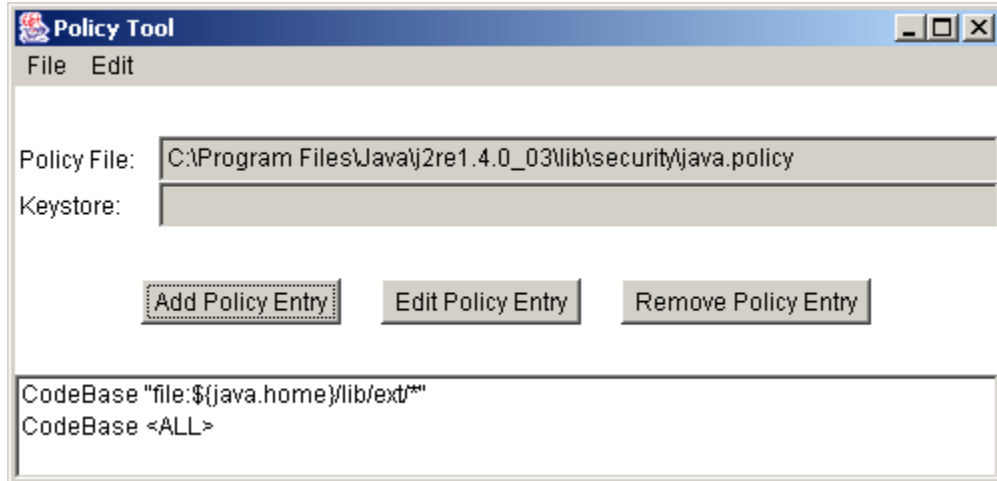 Policy Tool
File Edit
Policy File: C:\Program Files\Java\j2re1.4.0_03\lib\security\java.policy
Keystore:
Add Policy Entry Edit Policy Entry Remove Policy Entry
CodeBase "file:${java.home}/lib/ext/*"
CodeBase <ALL>